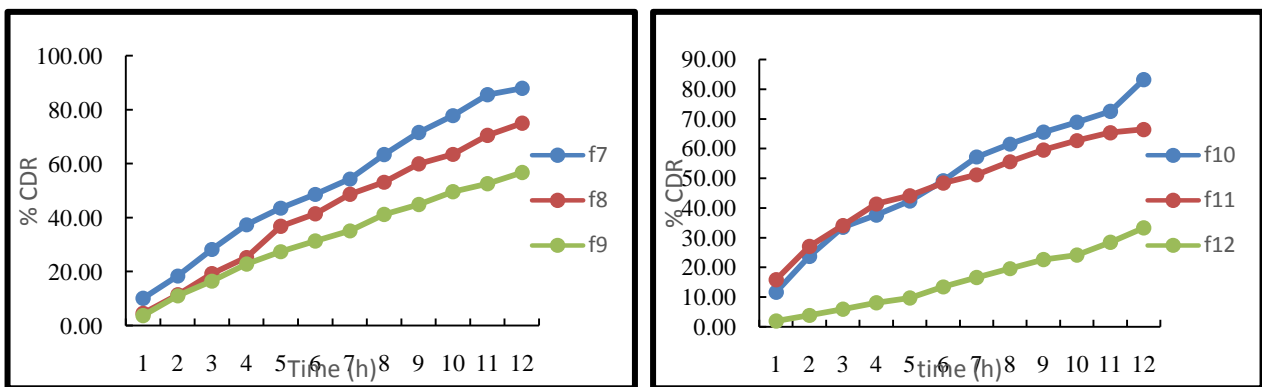 100.00
80.00
60.00
40.00
20.00
0.00
% CDR
1 2 3 4 5 6 7 8 9 10 11 12
Time (h)
f7
f8
f9
90.00
80.00
70.00
60.00
50.00
40.00
30.00
20.00
10.00
0.00
% CDR
1 2 3 4 5 6 7 8 9 10 11 12
time (h)
f10
f11
f12